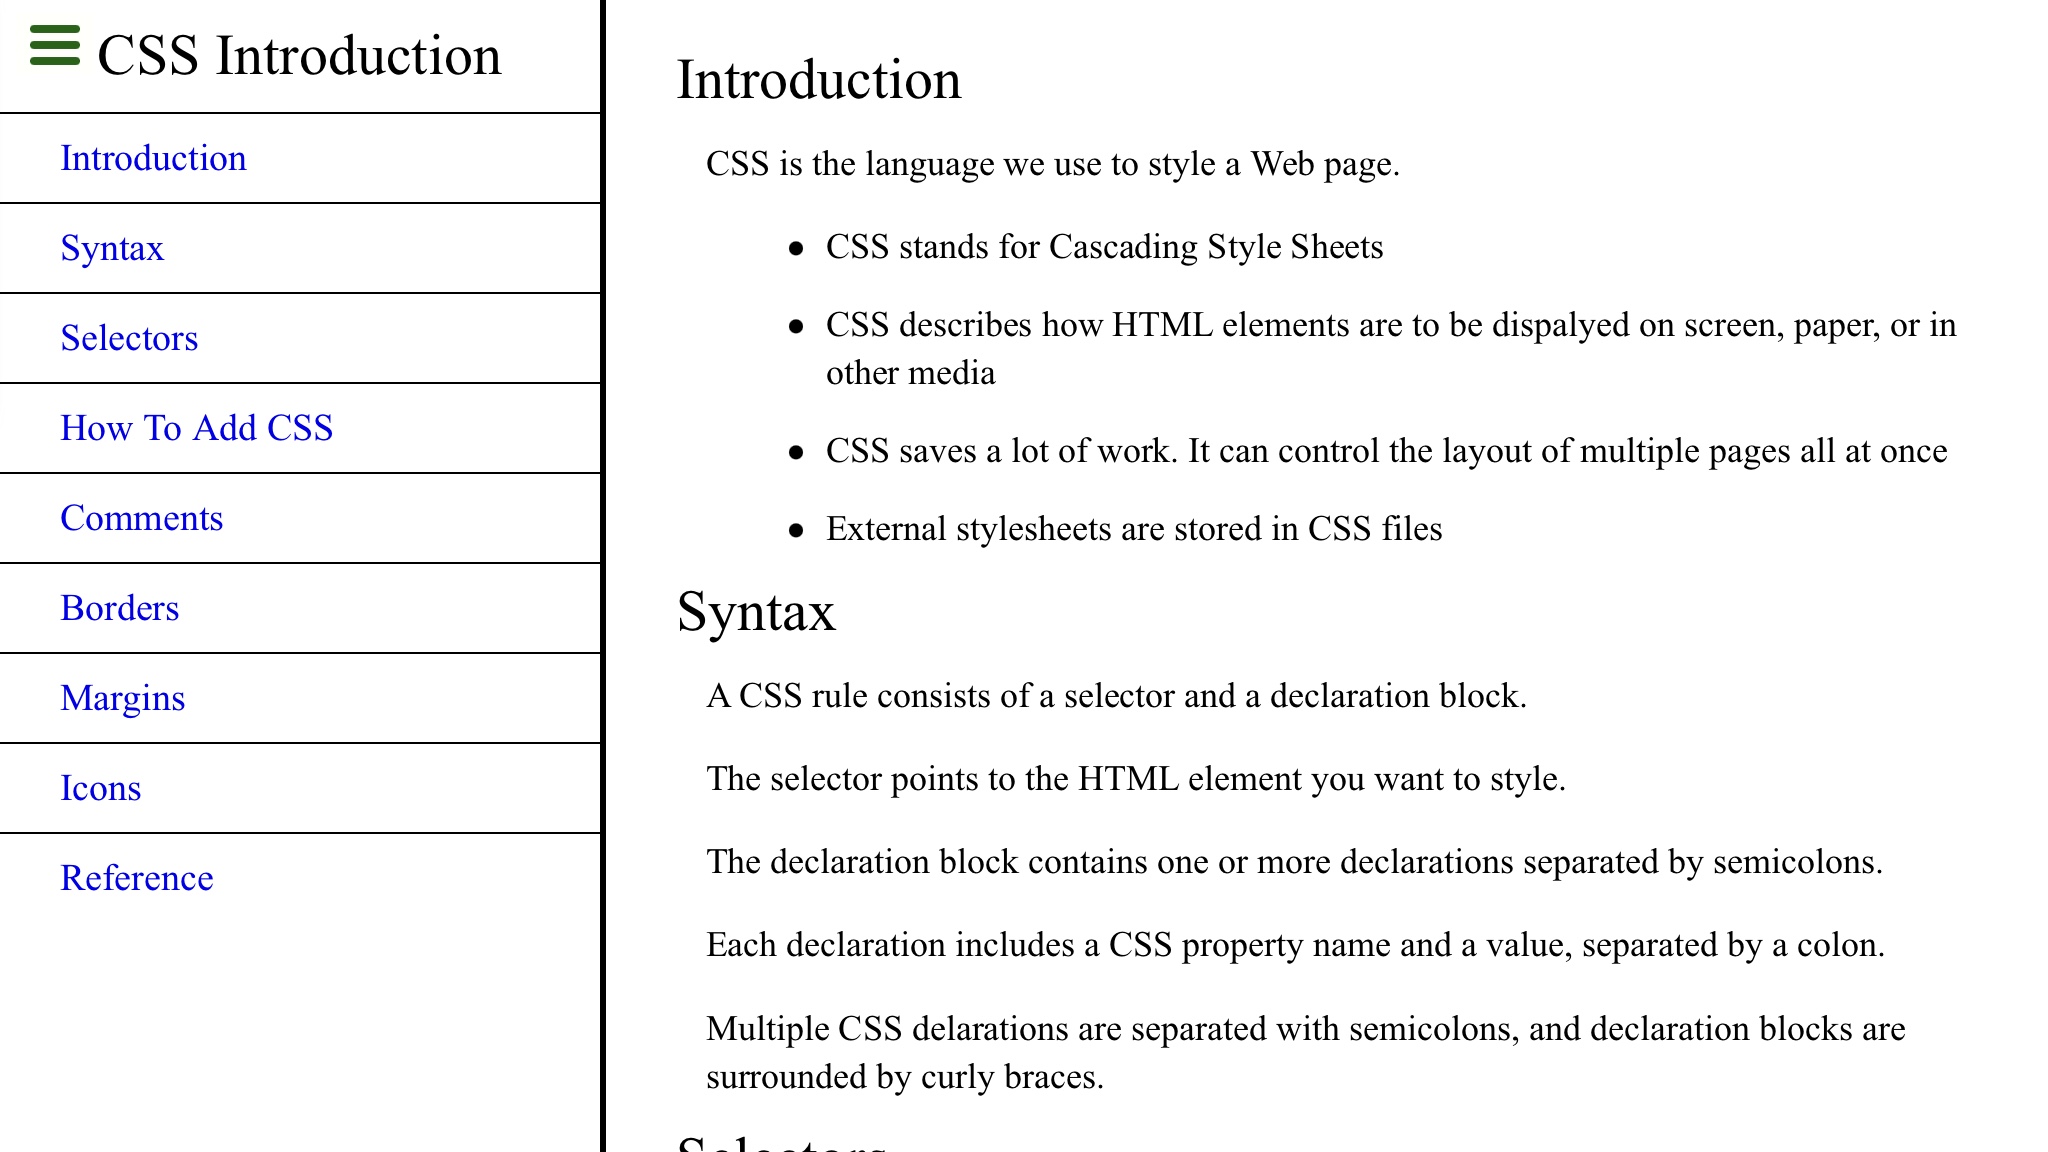 CSS Introduction
Introduction
Syntax
Selectors
How To Add CSS
Comments
Borders
Margins
Icons
Reference
Introduction
CSS is the language we use to style a Web page.
CSS stands for Cascading Style Sheets
CSS describes how HTML elements are to be dispalyed on screen, paper, or in
other media
CSS saves a lot of work. It can control the layout of multiple pages all at once
External stylesheets are stored in CSS files
Syntax
A CSS rule consists of a selector and a declaration block.
The selector points to the HTML element you want to style.
The declaration block contains one or more declarations separated by semicolons.
Each declaration includes a CSS property name and a value, separated by a colon.
Multiple CSS delarations are separated with semicolons, and declaration blocks are
surrounded by curly braces.
Selectors